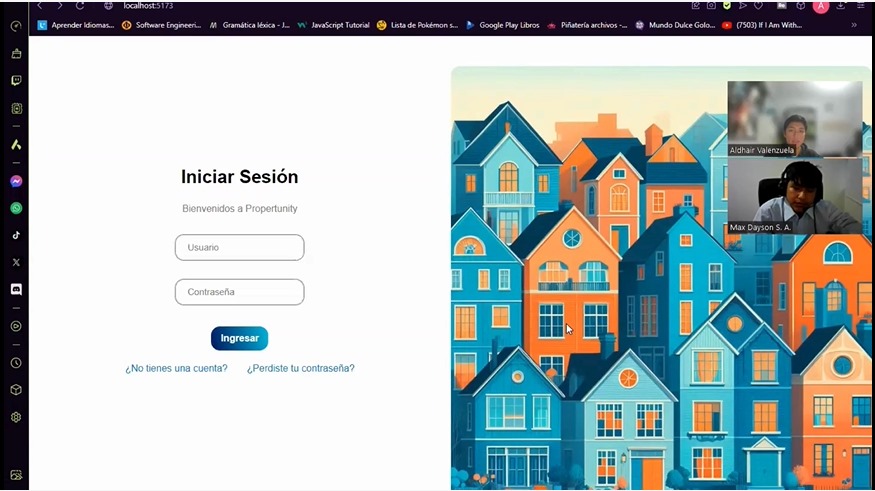 localhost:5173
Aprender Idiomas...
Software Engineeri...
Gramática léxica - J...
JavaScript Tutorial
Lista de Pokémon s...
Google Play Libros
Piñatería archivos -...
Mundo Dulce Golo...
(7503) If I Am With...
A
Iniciar Sesión
Bienvenidos a Propertunity
Usuario
Contraseña
Ingresar
¿No tienes una cuenta?
¿Perdiste tu contraseña?
Aldhair Valenzuela
Max Dayson S. A.